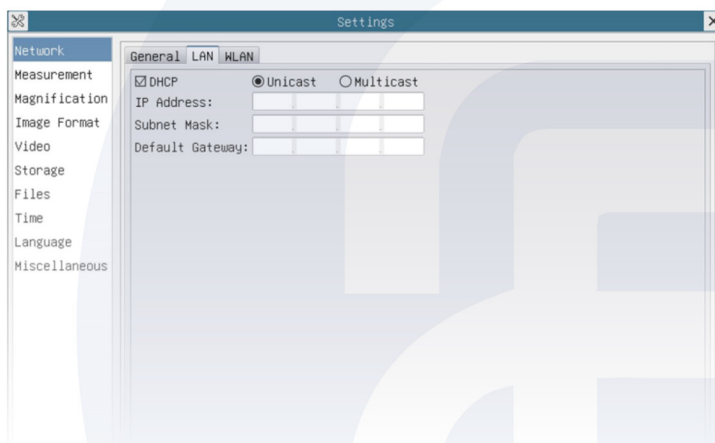 Settings
Network
Measurement
Magnification
Image Format
Video
Storage
Files
Time
Language
Miscellaneous
General LAN WLAN
DHCP Unicast Multicast
IP Address:
Subnet Mask:
Default Gateway: